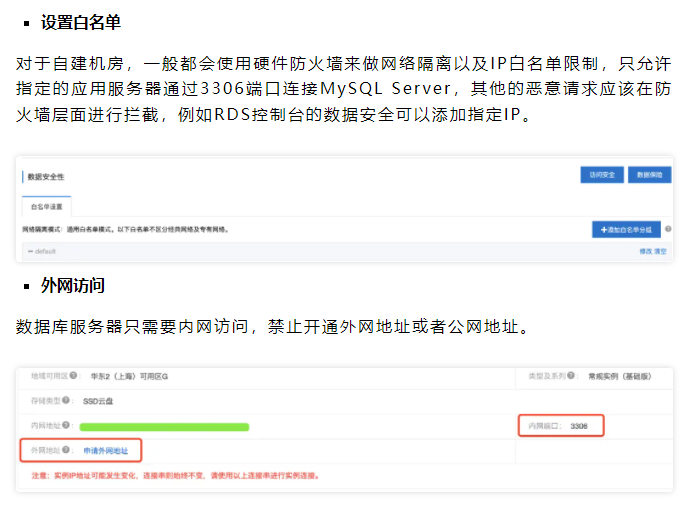 设置白名单
对于自建机房，一般都会使用硬件防火墙来做网络隔离以及IP白名单限制，只允许
指定的应用服务器通过3306端口连接MySQL Server，其他的恶意请求应该在防
火墙层面进行拦截，例如RDS控制台的数据安全可以添加指定IP。
数据安全性 访问安全 数据保险
白名单设置
网络隔离模式：通用白名单模式，以下白名单不区分经典网络及专有网络。 +添加白名单分组
default 修改 清空
外网访问
数据库服务器只需要内网访问，禁止开通外网地址或者公网地址。
地域可用区 ： 华东2（上海）可用区G 类型及系列 ： 常规实例（基础版）
存储类型 ： SSD云盘
内网地址 ： 内网端口： 3306
外网地址 ： 申请外网地址
注意：实例IP地址可能发生变化，连接串则始终不变，请使用以上连接串进行实例连接。